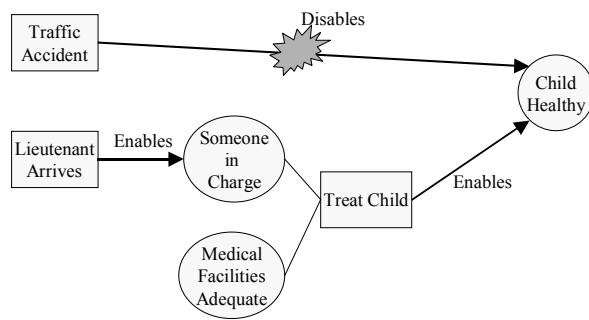 Disables
Traffic
Accident
Child
Healthy
Enables
Lieutenant
Arrives
Someone
in
Charge
Enables
Treat Child
Medical
Facilities
Adequate